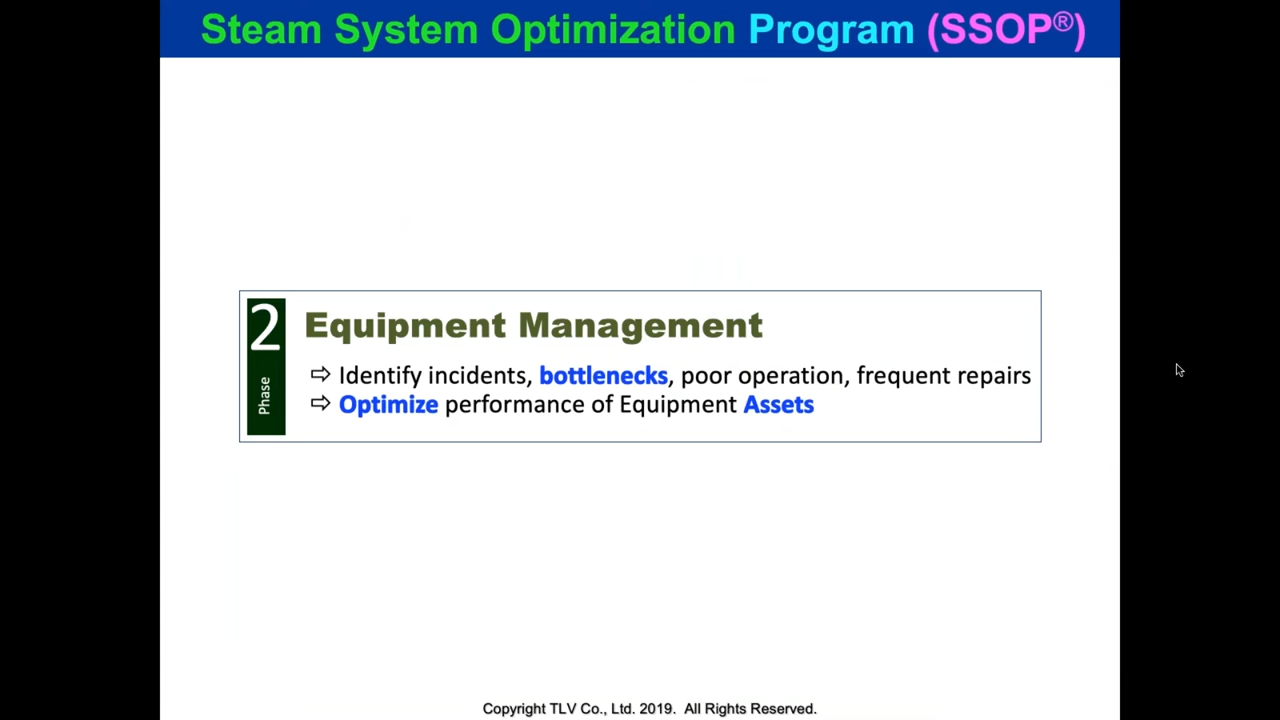 Steam System Optimization Program (SSOP®)
2
Phase
Equipment Management
⇨ Identify incidents, bottlenecks, poor operation, frequent repairs
⇨ Optimize performance of Equipment Assets
Copyright TLV Co., Ltd. 2019. All Rights Reserved.